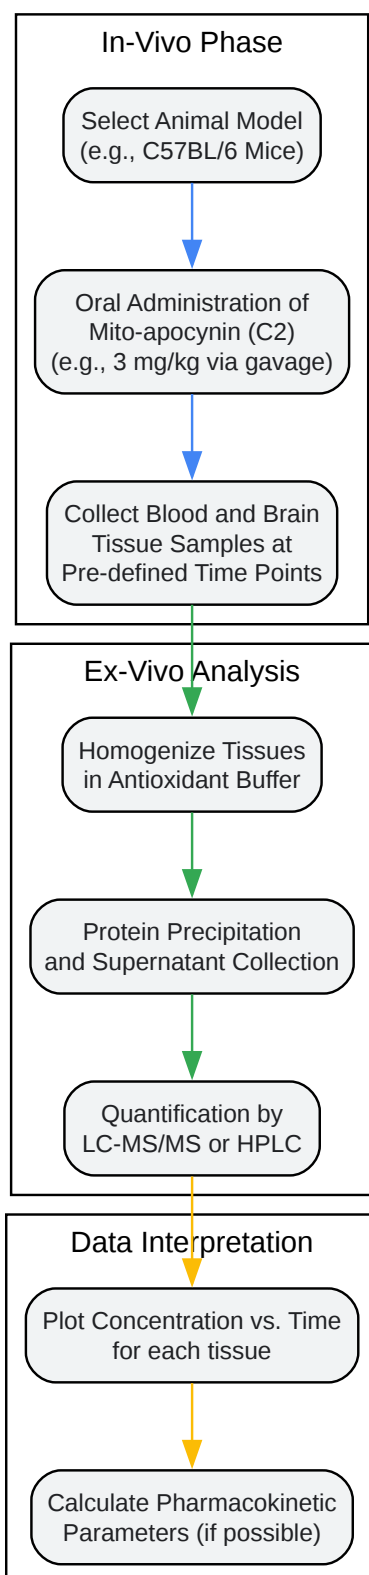 In-Vivo Phase
Select Animal Model
(e.g., C57BL/6 Mice)
Oral Administration of
Mito-apocynin (C2)
(e.g., 3 mg/kg via gavage)
Collect Blood and Brain
Tissue Samples at
Pre-defined Time Points
Ex-Vivo Analysis
Homogenize Tissues
in Antioxidant Buffer
Protein Precipitation
and Supernatant Collection
Quantification by
LC-MS/MS or HPLC
Data Interpretation
Plot Concentration vs. Time
for each tissue
Calculate Pharmacokinetic
Parameters (if possible)